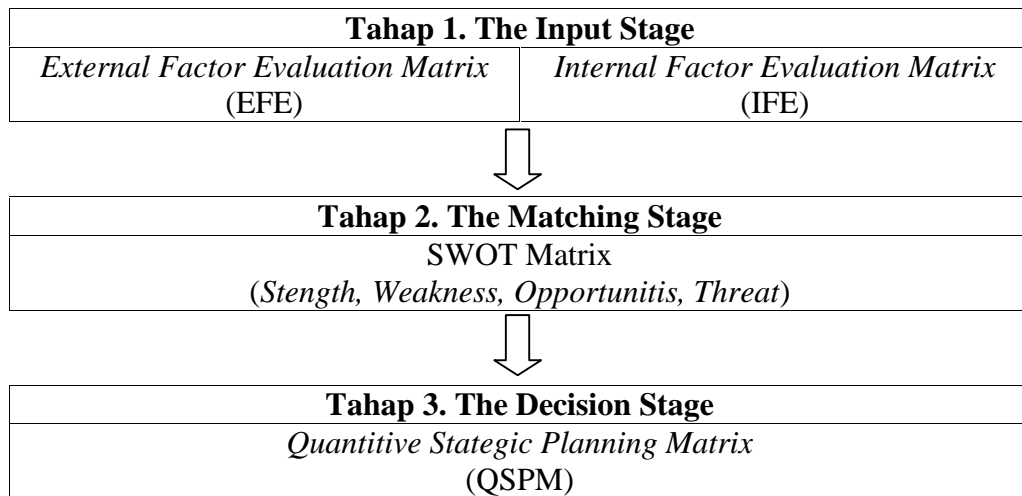 Tahap 1. The Input Stage
External Factor Evaluation Matrix
(EFE)
Internal Factor Evaluation Matrix
(IFE)
Tahap 2. The Matching Stage
SWOT Matrix
(Stength, Weakness, Opportunitis, Threat)
Tahap 3. The Decision Stage
Quantitive Stategic Planning Matrix
(QSPM)